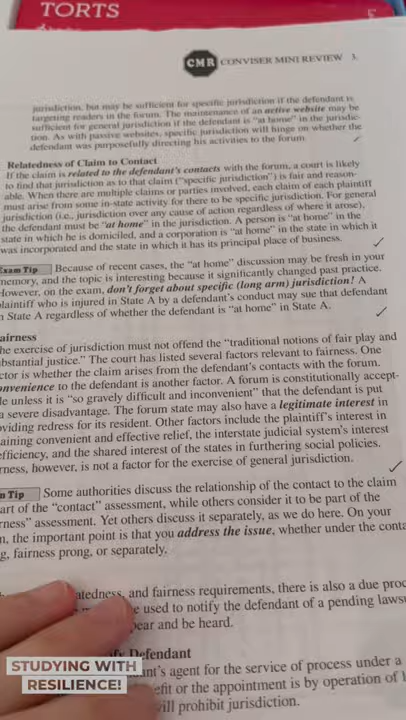 TORTS
CMR CONVISER MINI REVIEW 3.
jurisdiction, but may be sufficient for specific jurisdiction if the defendant is
targeting readers in the forum. The maintenance of an active website may be
sufficient for general jurisdiction if the defendant is "at home" in the jurisdic-
tion. As with passive websites, specific jurisdiction will hinge on whether the
defendant was purposefully directing his activities to the forum.
Relatedness of Claim to Contact
If the claim is related to the defendant's contacts with the forum, a court is likely
to find that jurisdiction as to that claim ("specific jurisdiction") is fair and reason-
able. When there are multiple claims or parties involved, each claim of each plaintiff
must arise from some in-state activity for there to be specific jurisdiction. For general
jurisdiction (i.e., jurisdiction over any cause of action regardless of where it arose),
the defendant must be "at home" in the jurisdiction. A person is "at home" in the
state in which he is domiciled, and a corporation is "at home" in the state in which it
was incorporated and the state in which it has its principal place of business.
Exam Tip Because of recent cases, the "at home" discussion may be fresh in your
memory, and the topic is interesting because it significantly changed past practice.
However, on the exam, don't forget about specific (long arm) jurisdiction! A
plaintiff who is injured in State A by a defendant's conduct may sue that defendant
n State A regardless of whether the defendant is "at home" in State A.
airness
he exercise of jurisdiction must not offend the "traditional notions of fair play and
bstantial justice." The court has listed several factors relevant to fairness. One
ctor is whether the claim arises from the defendant's contacts with the forum.
onvenience to the defendant is another factor. A forum is constitutionally accept-
le unless it is "so gravely difficult and inconvenient" that the defendant is put
a severe disadvantage. The forum state may also have a legitimate interest in
viding redress for its resident. Other factors include the plaintiff's interest in
aining convenient and effective relief, the interstate judicial system's interest
efficiency, and the shared interest of the states in furthering social policies.
rness, however, is not a factor for the exercise of general jurisdiction.
n Tip Some authorities discuss the relationship of the contact to the claim
art of the "contact" assessment, while others consider it to be part of the
rness" assessment. Yet others discuss it separately, as we do here. On your
n, the important point is that you address the issue, whether under the conta
g, fairness prong, or separately.
atedness, and fairness requirements, there is also a due proc
e used to notify the defendant of a pending lawsu
pear and be heard.
Defendant
nt's agent for the service of process under a
efit or the appointment is by operation of l
will prohibit jurisdiction.
STUDYING WITH
RESILIENCE!